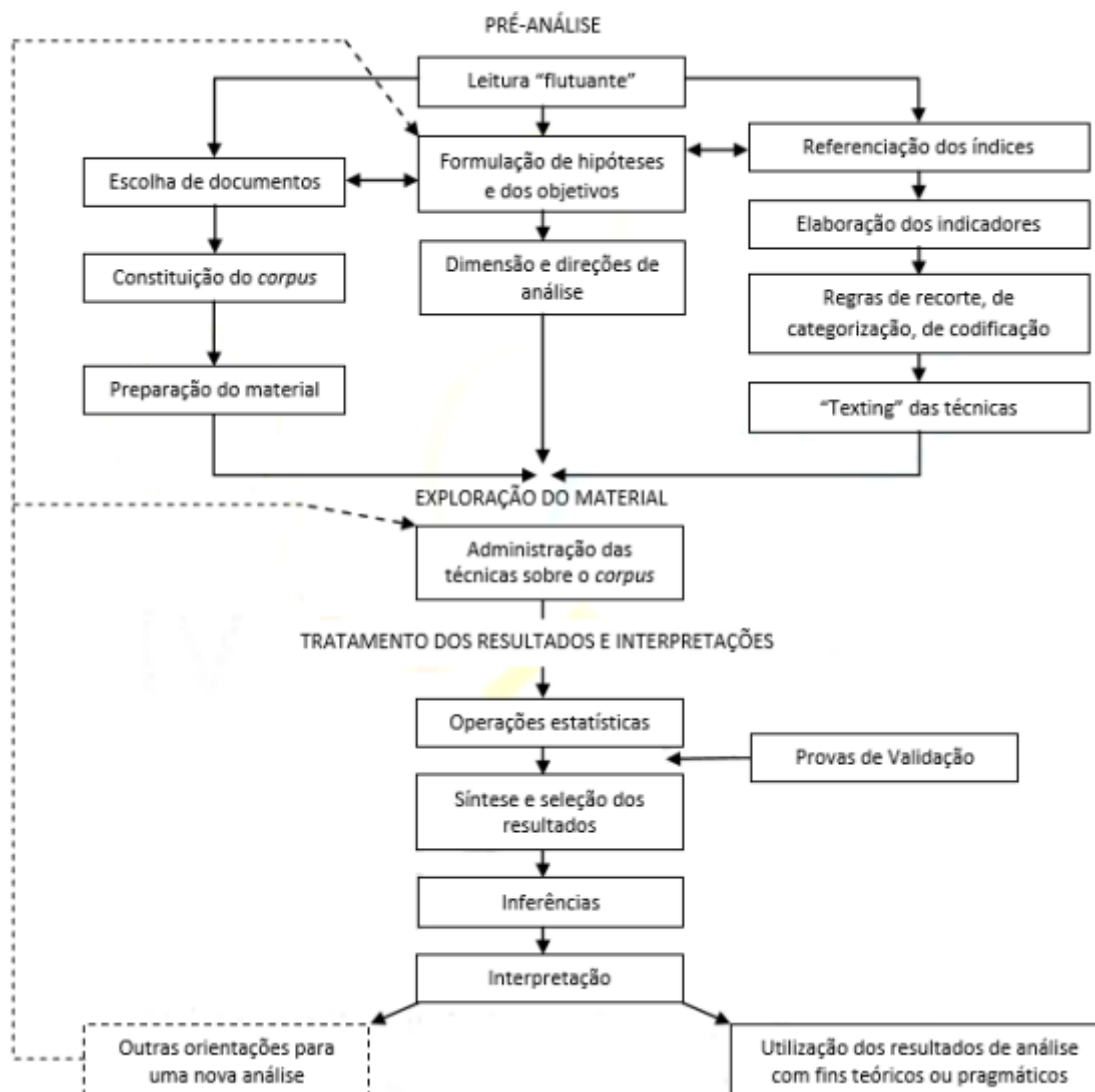 PRÉ-ANÁLISE
Leitura “flutuante”
Escolha de documentos
Formulação de hipóteses
e dos objetivos
Referenciação dos índices
Constituição do corpus
Dimensão e direções de
análise
Elaboração dos indicadores
Regras de recorte, de
categorização, de codificação
Preparação do material
“Texting” das técnicas
EXPLORAÇÃO DO MATERIAL
Administração das
técnicas sobre o corpus
TRATAMENTO DOS RESULTADOS E INTERPRETAÇÕES
Operações estatísticas
Provas de Validação
Síntese e seleção dos
resultados
Inferências
Interpretação
Outras orientações para
uma nova análise
Utilização dos resultados de análise
com fins teóricos ou pragmáticos